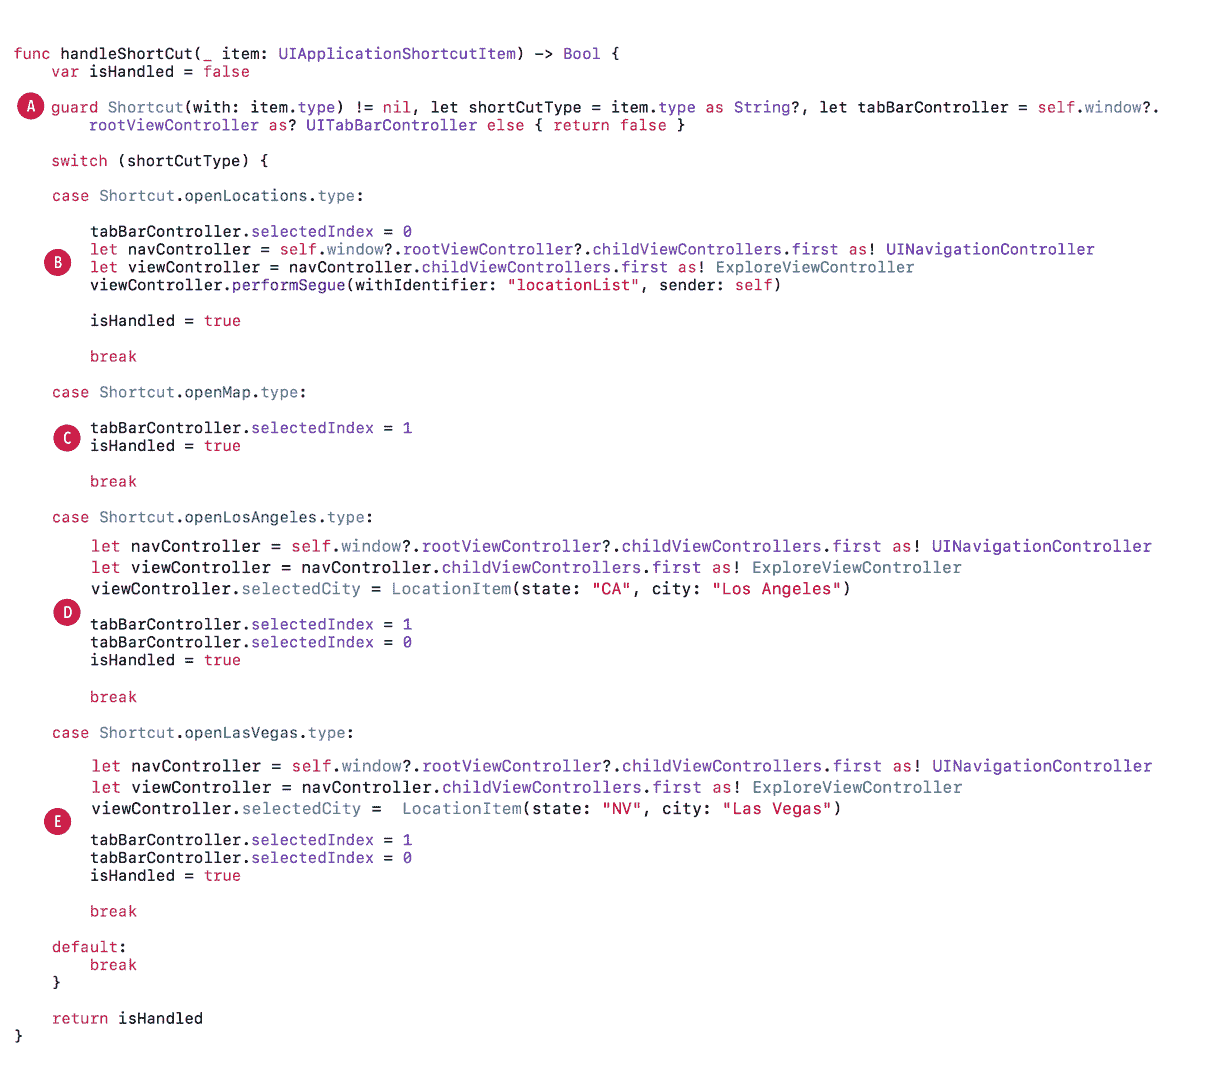 func handleShortCut(_ item: UIApplicationShortcutItem) -> Bool {
var isHandled = false
A guard Shortcut(with: item.type) != nil, let shortCutType = item.type as String?, let tabBarController = self.window?.
rootViewController as? UITabBarController else { return false }
switch (shortCutType) {
case Shortcut.openLocations.type:
tabBarController.selectedIndex = 0
let navController = self.window?.rootViewController?.childViewControllers.first as! UINavigationController
B
let viewController = navController.childViewControllers.first as! ExploreViewController
viewController.performSegue(withIdentifier: "locationList", sender: self)
isHandled = true
break
case Shortcut.openMap.type:
tabBarController.selectedIndex = 1
C
isHandled = true
break
case Shortcut.openLosAngeles.type:
let navController = self.window?.rootViewController?.childViewControllers.first as! UINavigationController
let viewController = navController.childViewControllers.first as! ExploreViewController
viewController.selectedCity = LocationItem(state: "CA", city: "Los Angeles")
D
tabBarController.selectedIndex = 1
tabBarController.selectedIndex = 0
isHandled = true
break
case Shortcut.openLasVegas.type:
let navController = self.window?.rootViewController?.childViewControllers.first as! UINavigationController
let viewController = navController.childViewControllers.first as! ExploreViewController
viewController.selectedCity =  LocationItem(state: "NV", city: "Las Vegas")
E
tabBarController.selectedIndex = 1
tabBarController.selectedIndex = 0
isHandled = true
break
default:
break
}
return isHandled
}